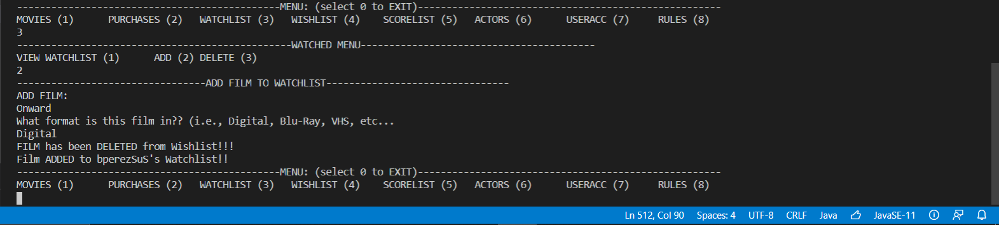 ----------------------------------------------MENU: (select 0 to EXIT)-----------------------------------------------------
MOVIES (1)      PURCHASES (2)   WATCHLIST (3)   WISHLIST (4)    SCORELIST (5)   ACTORS (6)      USERACC (7)     RULES (8)
3
------------------------------------------------WATCHED MENU-----------------------------------------
VIEW WATCHLIST (1)      ADD (2) DELETE (3)
2
---------------------------------ADD FILM TO WATCHLIST--------------------------------
ADD FILM:
Onward
What format is this film in?? (i.e., Digital, Blu-Ray, VHS, etc...
Digital
FILM has been DELETED from Wishlist!!!
Film ADDED to bperezSuS's Watchlist!!
----------------------------------------------MENU: (select 0 to EXIT)-----------------------------------------------------
MOVIES (1)      PURCHASES (2)   WATCHLIST (3)   WISHLIST (4)    SCORELIST (5)   ACTORS (6)      USERACC (7)     RULES (8)
Ln 512, Col 90 Spaces: 4 UTF-8 CRLF Java JavaSE-11